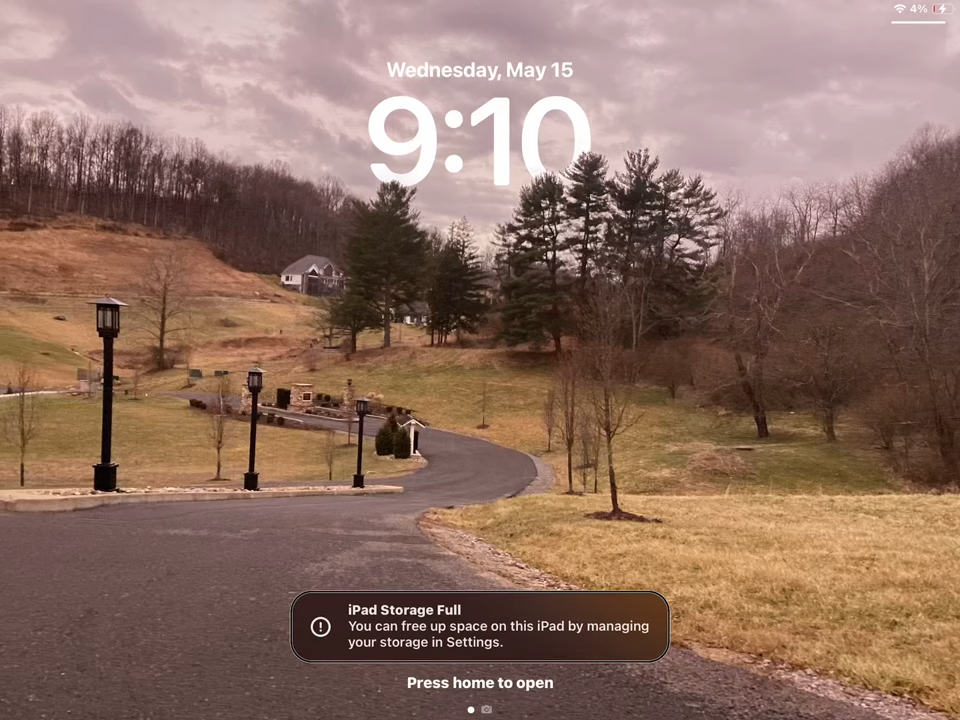 4%
Wednesday, May 15
9:10
iPad Storage Full
You can free up space on this iPad by managing
your storage in Settings.
Press home to open